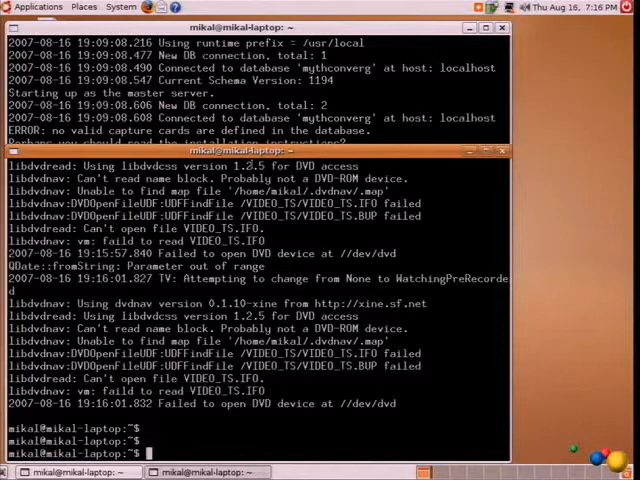 Applications Places System
Thu Aug 16, 7:16 PM
mikal@mikal-laptop: ~
2007-08-16 19:09:08.216 Using runtime prefix = /usr/local
2007-08-16 19:09:08.477 New DB connection, total: 1
2007-08-16 19:09:08.490 Connected to database 'mythconverg' at host: localhost
2007-08-16 19:09:08.547 Current Schema Version: 1194
Starting up as the master server.
2007-08-16 19:09:08.606 New DB connection, total: 2
2007-08-16 19:09:08.608 Connected to database 'mythconverg' at host: localhost
ERROR: no valid capture cards are defined in the database.
Perhaps you should read the installation instructions?
mikal@mikal-laptop: ~
libdvdread: Using libdvdcss version 1.2.5 for DVD access
libdvdnav: Can't read name block. Probably not a DVD-ROM device.
libdvdnav: Unable to find map file '/home/mikal/.dvdnav/.map'
libdvdnav:DVDOpenFileUDF:UDFFindFile /VIDEO_TS/VIDEO_TS.IFO failed
libdvdnav:DVDOpenFileUDF:UDFFindFile /VIDEO_TS/VIDEO_TS.BUP failed
libdvdread: Can't open file VIDEO_TS.IFO.
libdvdnav: vm: faild to read VIDEO_TS.IFO
2007-08-16 19:15:57.840 Failed to open DVD device at //dev/dvd
QDate::fromString: Parameter out of range
2007-08-16 19:16:01.827 TV: Attempting to change from None to WatchingPreRecorde
d
libdvdnav: Using dvdnav version 0.1.10-xine from http://xine.sf.net
libdvdread: Using libdvdcss version 1.2.5 for DVD access
libdvdnav: Can't read name block. Probably not a DVD-ROM device.
libdvdnav: Unable to find map file '/home/mikal/.dvdnav/.map'
libdvdnav:DVDOpenFileUDF:UDFFindFile /VIDEO_TS/VIDEO_TS.IFO failed
libdvdnav:DVDOpenFileUDF:UDFFindFile /VIDEO_TS/VIDEO_TS.BUP failed
libdvdread: Can't open file VIDEO_TS.IFO.
libdvdnav: vm: faild to read VIDEO_TS.IFO
2007-08-16 19:16:01.832 Failed to open DVD device at //dev/dvd
mikal@mikal-laptop:~$
mikal@mikal-laptop:~$
mikal@mikal-laptop:~$
mikal@mikal-laptop: ~
mikal@mikal-laptop: ~